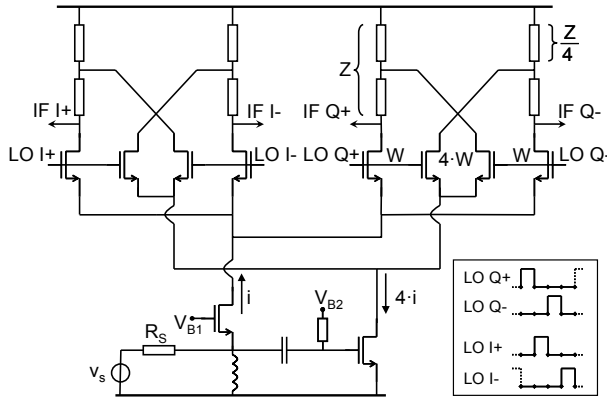 Z
Z/4
IF I+
IF I-
IF Q+
IF Q-
LO I+
LO I-
LO Q+
W
4·W
W
LO Q-
i
4·i
V_B1
V_B2
R_S
v_s
LO Q+
LO Q-
LO I+
LO I-